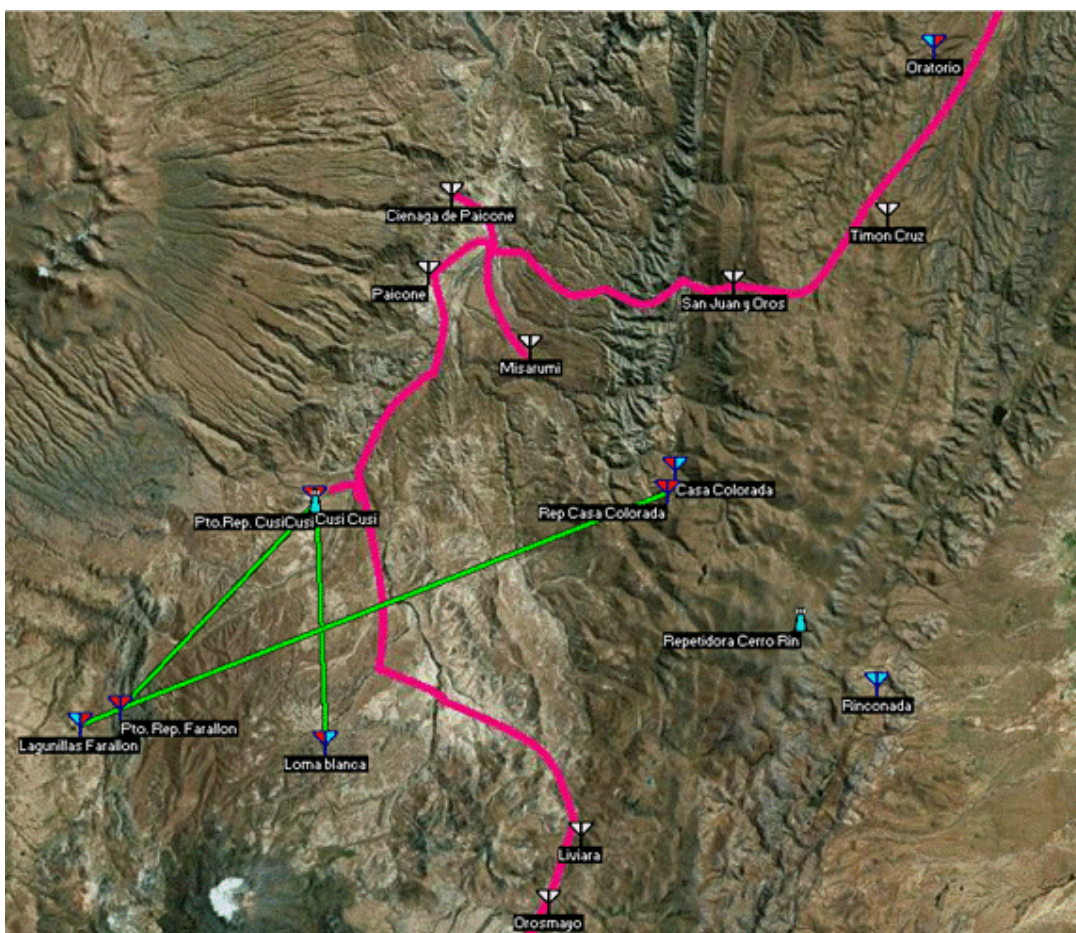 Oratorio
Cienaga de Paicone
Timon Cruz
Paicone
San Juan y Oros
Misarumi
Casa Colorada
Rep Casa Colorada
Pto.Rep. CusiCusi
Cusi Cusi
Repetidora Cerro Rin
Rinconada
Pto. Rep. Farallon
Lagunillas Farallon
Loma blanca
Liviara
Orosmayo